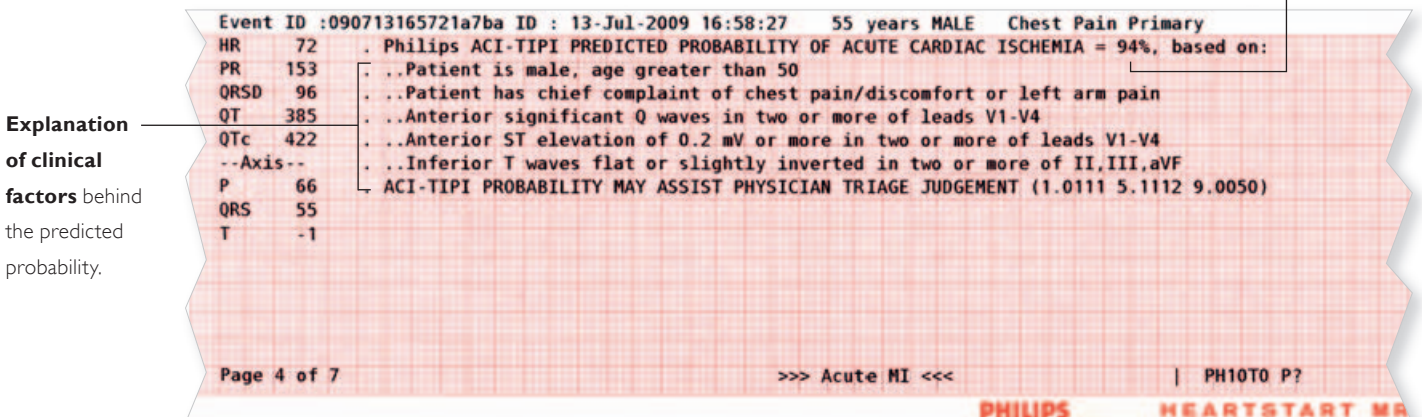 Event ID :090713165721a7ba ID : 13-Jul-2009 16:58:27 55 years MALE Chest Pain Primary
HR 72 . Philips ACI-TIPI PREDICTED PROBABILITY OF ACUTE CARDIAC ISCHEMIA = 94%, based on:
PR 153 . ..Patient is male, age greater than 50
QRSD 96 . ..Patient has chief complaint of chest pain/discomfort or left arm pain
QT 385 . ..Anterior significant Q waves in two or more of leads V1-V4
QTc 422 . ..Anterior ST elevation of 0.2 mV or more in two or more of leads V1-V4
--Axis-- . ..Inferior T waves flat or slightly inverted in two or more of II,III,aVF
P 66 . ACI-TIPI PROBABILITY MAY ASSIST PHYSICIAN TRIAGE JUDGEMENT (1.0111 5.1112 9.0050)
QRS 55
T -1
Explanation
of clinical
factors behind
the predicted
probability.
Page 4 of 7 >>> Acute MI <<< | PH10T0 P?
PHILIPS HEARTSTART MR